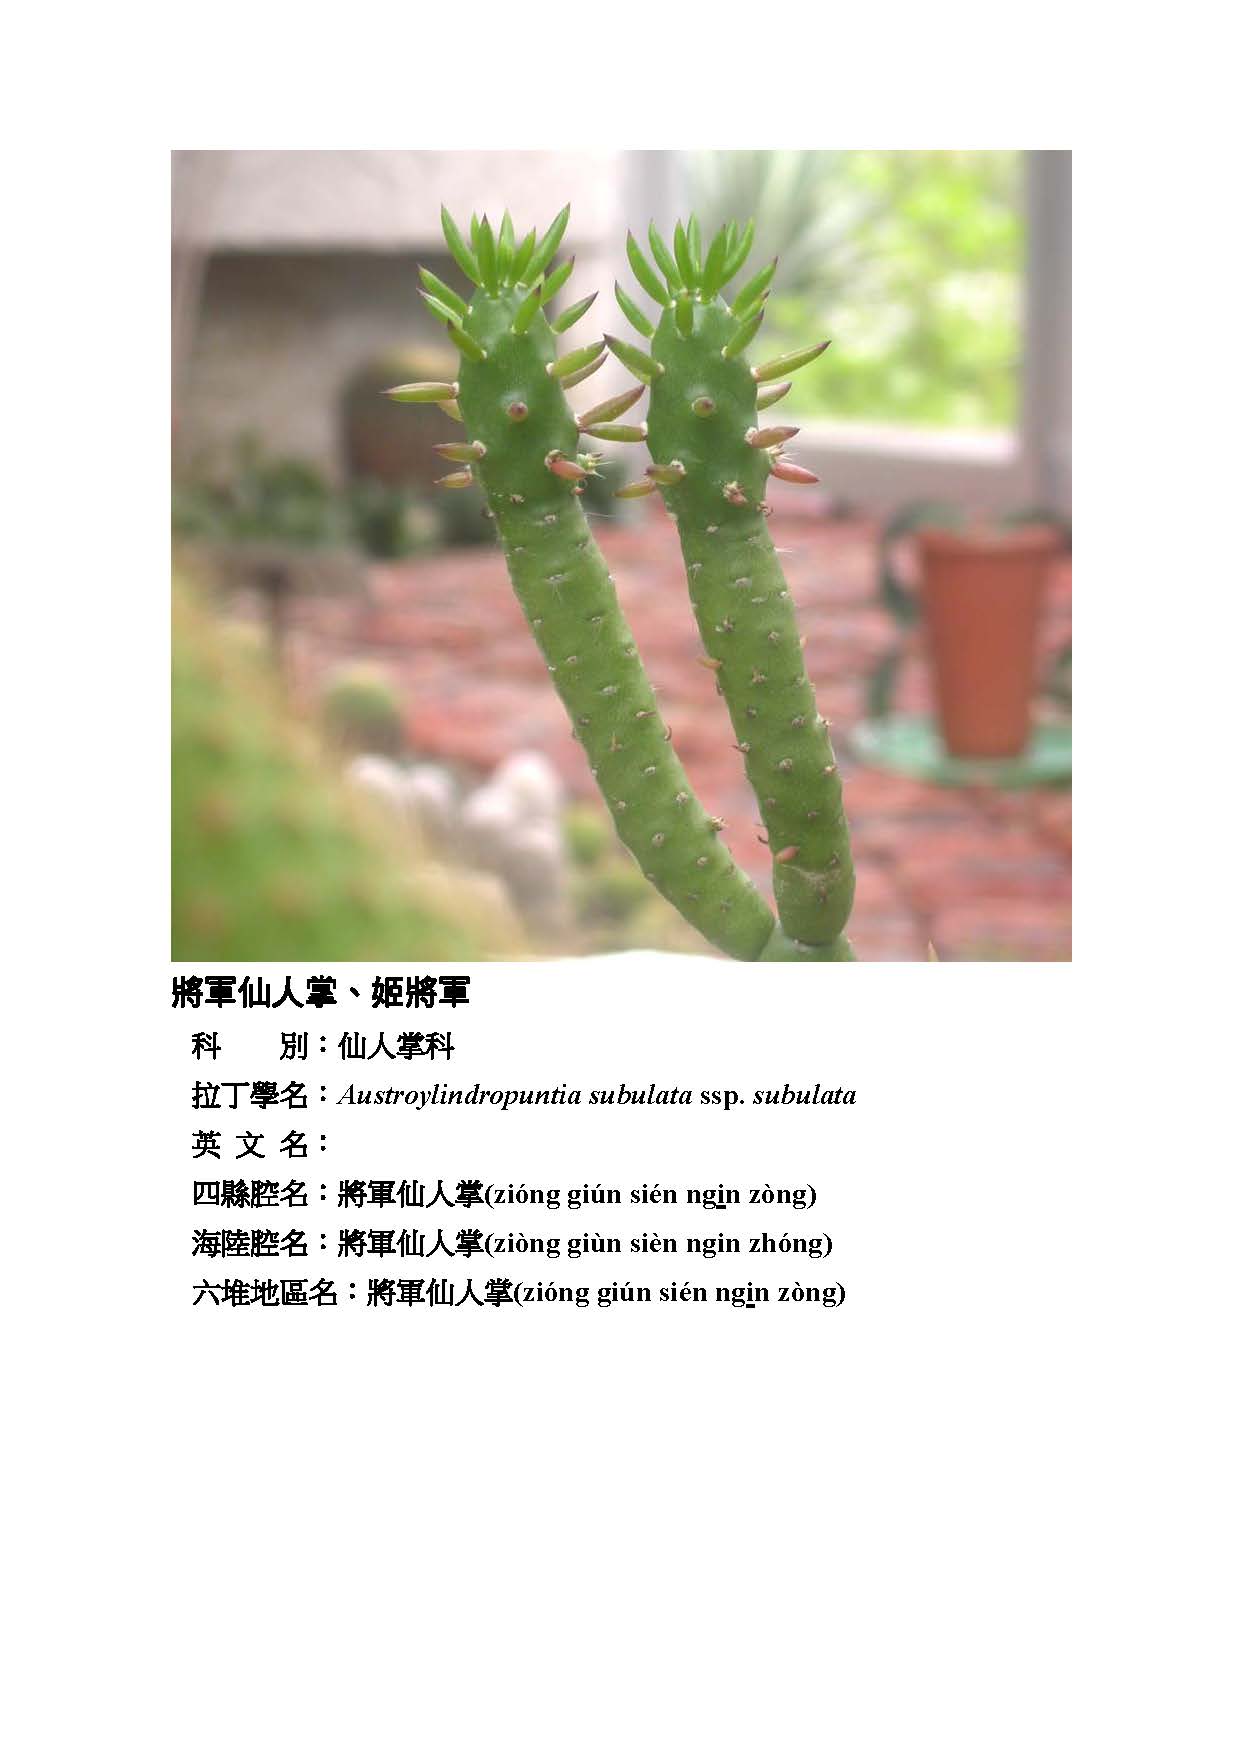 將軍仙人掌、姬將軍
科　　別：仙人掌科
拉丁學名：Austroylindropuntia subulata ssp. subulata
英 文 名：
四縣腔名：將軍仙人掌(zióng giún sién ngin zòng)
海陸腔名：將軍仙人掌(ziòng giùn sièn ngin zhóng)
六堆地區名：將軍仙人掌(zióng giún sién ngin zòng)